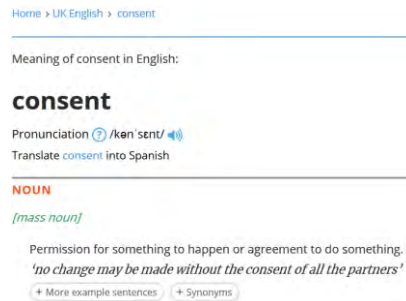 Home › UK English › consent
Meaning of consent in English:
consent
Pronunciation ? /kənˈsɛnt/
Translate consent into Spanish
NOUN
[mass noun]
Permission for something to happen or agreement to do something.
‘no change may be made without the consent of all the partners’
+ More example sentences + Synonyms